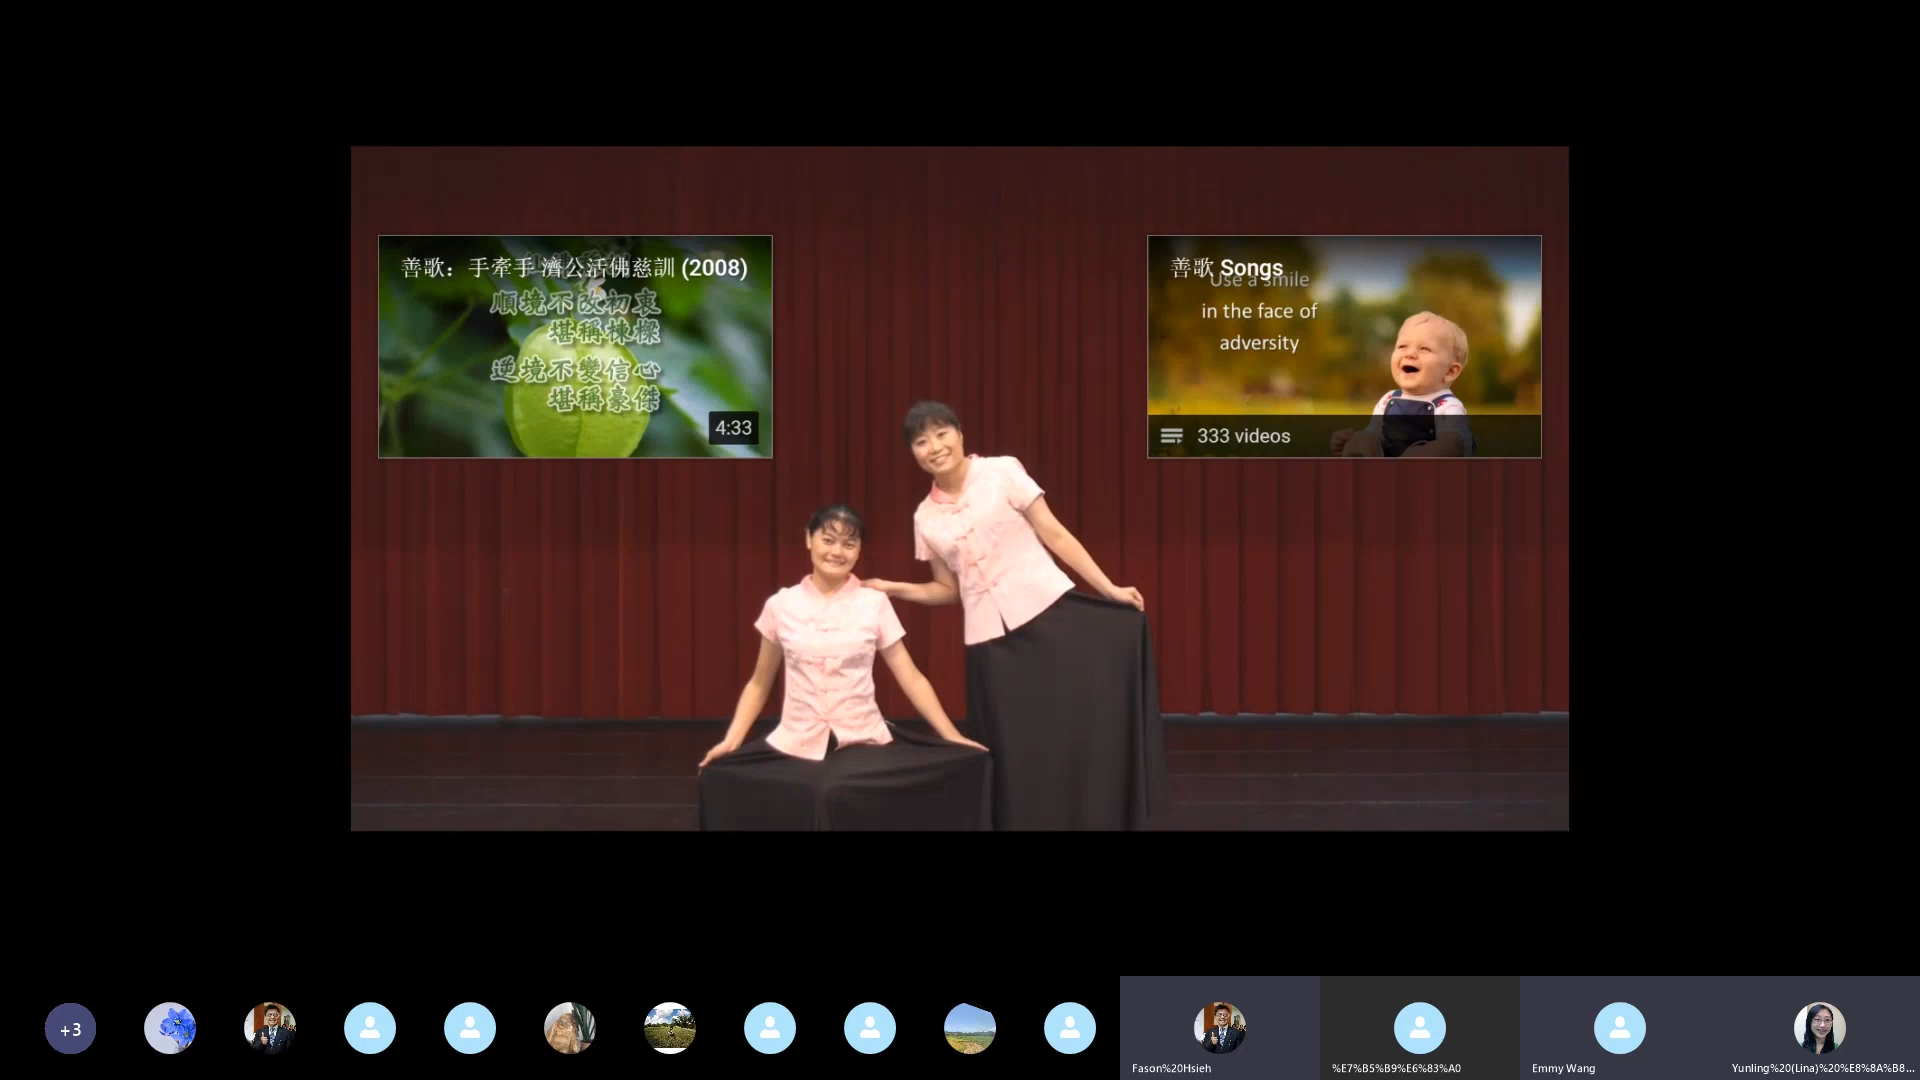 善歌：手牽手 濟公活佛慈訓 (2008)
順境不改初衷
堪稱棟樑
逆境不變信心
堪稱豪傑
4:33
善歌 Songs
Use a smile
in the face of
adversity
333 videos
+3
Fason%20Hsieh
%E7%B5%B9%E6%83%A0
Emmy Wang
Yunling%20(Lina)%20%E8%8A%B8...